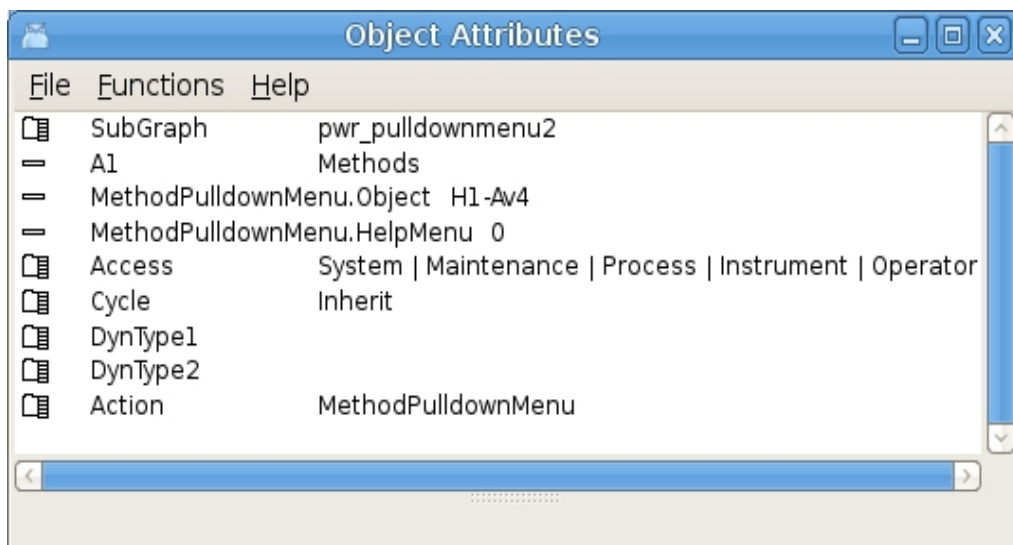 Object Attributes
File Functions Help
SubGraph pwr_pulldownmenu2
A1 Methods
MethodPulldownMenu.Object H1-Av4
MethodPulldownMenu.HelpMenu 0
Access System | Maintenance | Process | Instrument | Operator
Cycle Inherit
DynType1
DynType2
Action MethodPulldownMenu